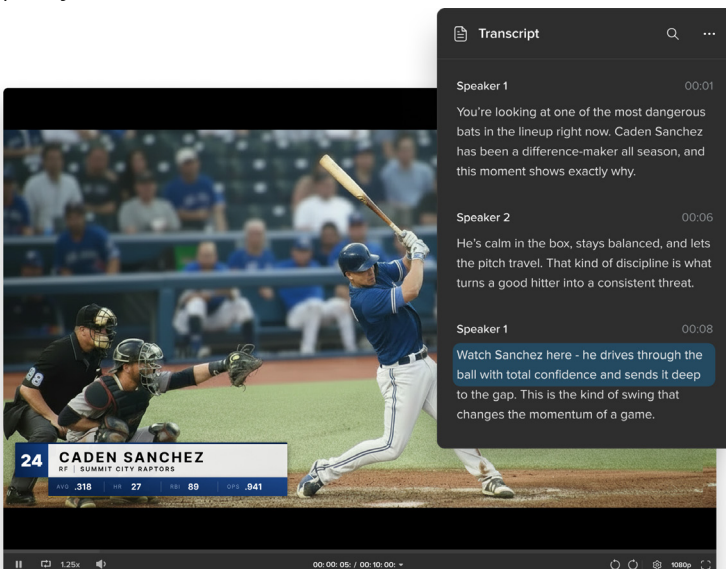 Transcript
Speaker 1 00:01
You're looking at one of the most dangerous
bats in the lineup right now. Caden Sanchez
has been a difference-maker all season, and
this moment shows exactly why.
Speaker 2 00:06
He's calm in the box, stays balanced, and lets
the pitch travel. That kind of discipline is what
turns a good hitter into a consistent threat.
Speaker 1 00:08
Watch Sanchez here - he drives through the
ball with total confidence and sends it deep
to the gap. This is the kind of swing that
changes the momentum of a game.
24 CADEN SANCHEZ
RF | SUMMIT CITY RAPTORS
AVG .318 HR 27 RBI 89 OPS .941
1.25x 00: 00: 05: / 00: 10: 00: 1080p